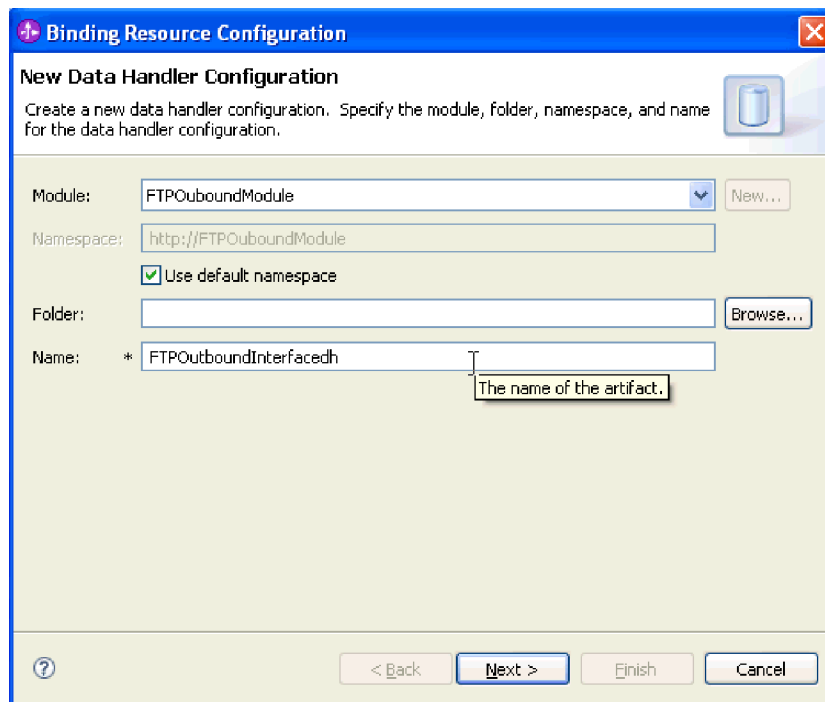 Binding Resource Configuration
New Data Handler Configuration
Create a new data handler configuration. Specify the module, folder, namespace, and name
for the data handler configuration.
Module: FTPOuboundModule New...
Namespace: http://FTPOuboundModule
Use default namespace
Folder: Browse...
Name: * FTPOutboundInterfacedh
The name of the artifact.
? < Back Next > Finish Cancel